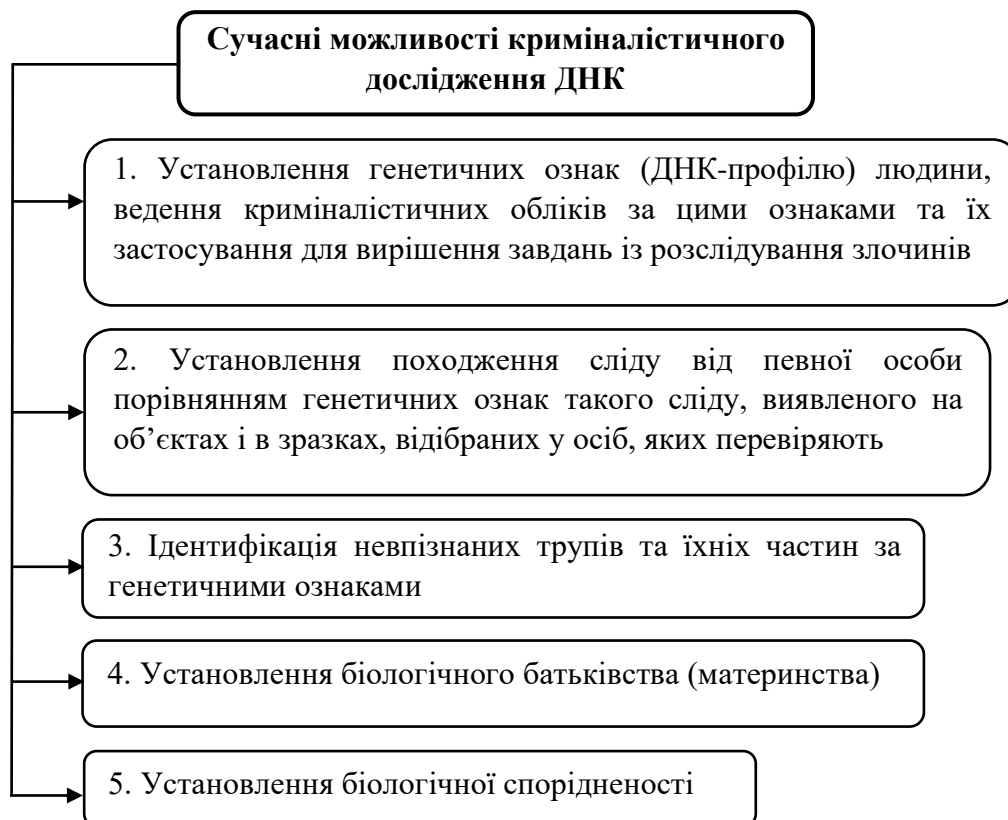 Сучасні можливості криміналістичного
дослідження ДНК
1. Установлення генетичних ознак (ДНК-профілю) людини,
ведення криміналістичних обліків за цими ознаками та їх
застосування для вирішення завдань із розслідування злочинів
2. Установлення походження сліду від певної особи
порівнянням генетичних ознак такого сліду, виявленого на
об’єктах і в зразках, відібраних у осіб, яких перевіряють
3. Ідентифікація невпізнаних трупів та їхніх частин за
генетичними ознаками
4. Установлення біологічного батьківства (материнства)
5. Установлення біологічної спорідненості